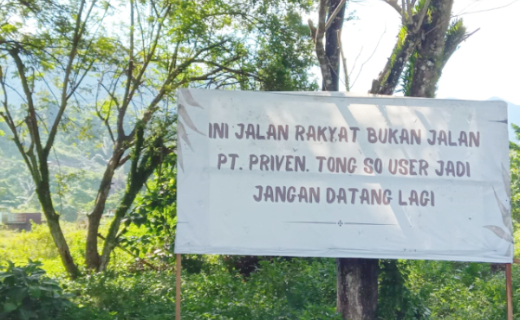 INI JALAN RAKYAT BUKAN JALAN
PT. PRIVEN. TONG SO USER JADI
JANGAN DATANG LAGI